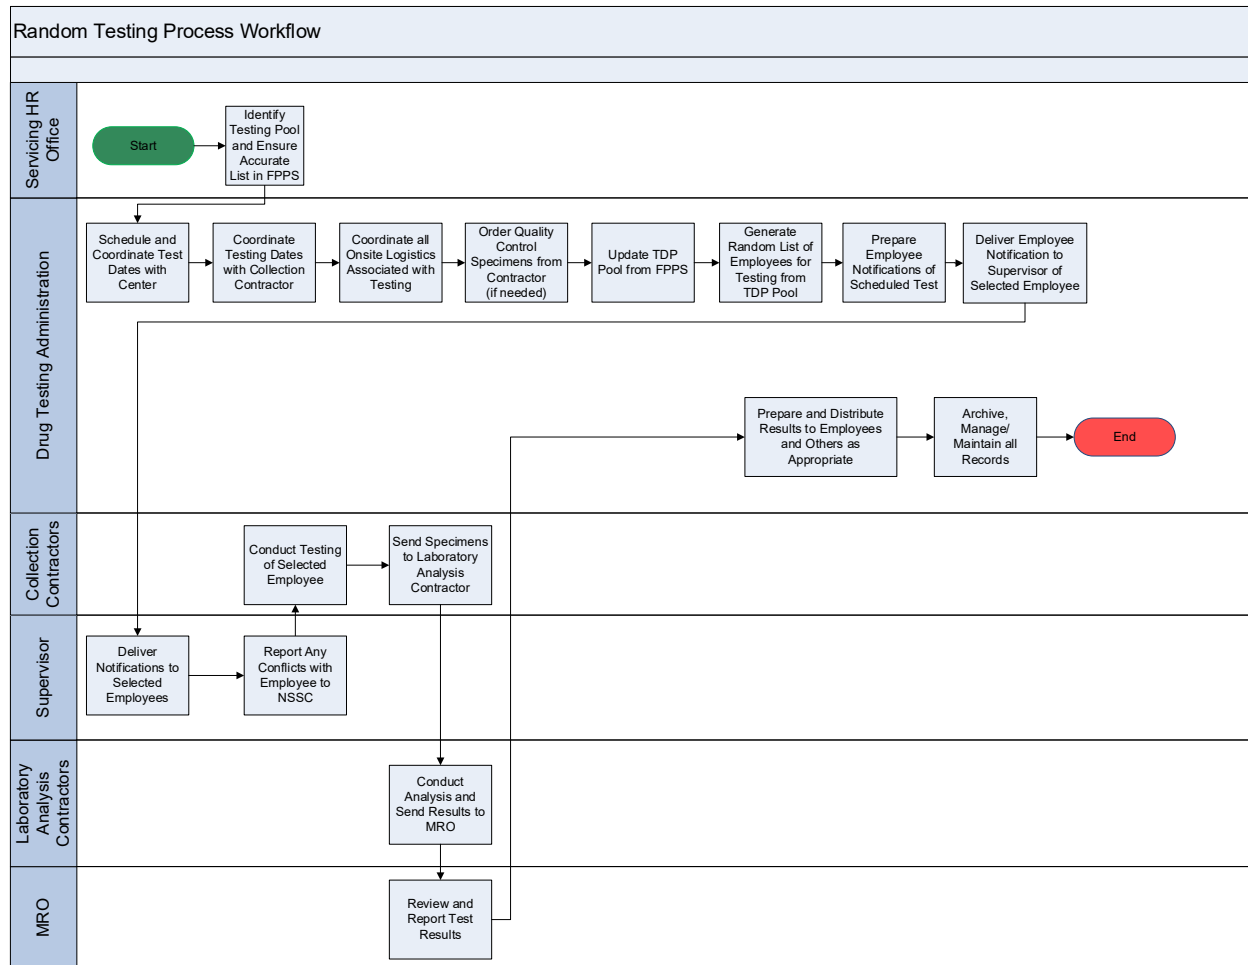 Random Testing Process Workflow
Servicing HR
Office
Start
Identify
Testing Pool
and Ensure
Accurate
List in FPPS
Drug Testing Administration
Schedule and
Coordinate Test
Dates with
Center
Coordinate
Testing Dates
with Collection
Contractor
Coordinate all
Onsite Logistics
Associated with
Testing
Order Quality
Control
Specimens from
Contractor
(if needed)
Update TDP
Pool from FPPS
Generate
Random List of
Employees for
Testing from
TDP Pool
Prepare
Employee
Notifications of
Scheduled Test
Deliver Employee
Notification to
Supervisor of
Selected Employee
Prepare and Distribute
Results to Employees
and Others as
Appropriate
Archive,
Manage/
Maintain all
Records
End
Collection
Contractors
Conduct Testing
of Selected
Employee
Send Specimens
to Laboratory
Analysis
Contractor
Supervisor
Deliver
Notifications to
Selected
Employees
Report Any
Conflicts with
Employee to
NSSC
Laboratory
Analysis
Contractors
Conduct
Analysis and
Send Results to
MRO
MRO
Review and
Report Test
Results